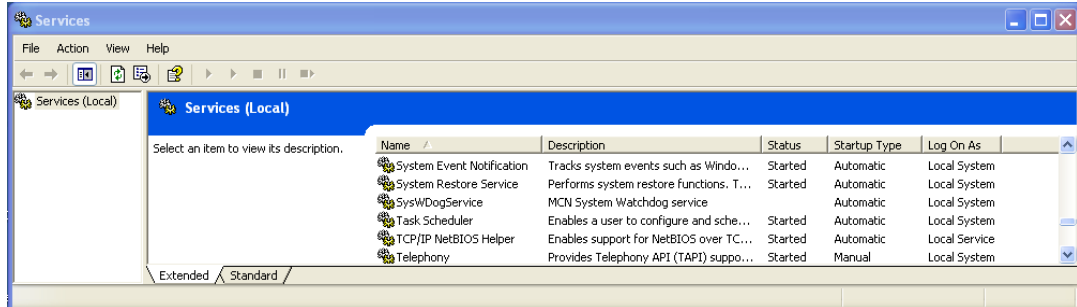 Services
File Action View Help
Services (Local)
Services (Local)
Select an item to view its description.
Name Description Status Startup Type Log On As
System Event Notification Tracks system events such as Windo... Started Automatic Local System
System Restore Service Performs system restore functions. T... Started Automatic Local System
SysWDogService MCN System Watchdog service Automatic Local System
Task Scheduler Enables a user to configure and sche... Started Automatic Local System
TCP/IP NetBIOS Helper Enables support for NetBIOS over TC... Started Automatic Local Service
Telephony Provides Telephony API (TAPI) suppo... Started Manual Local System
Extended Standard